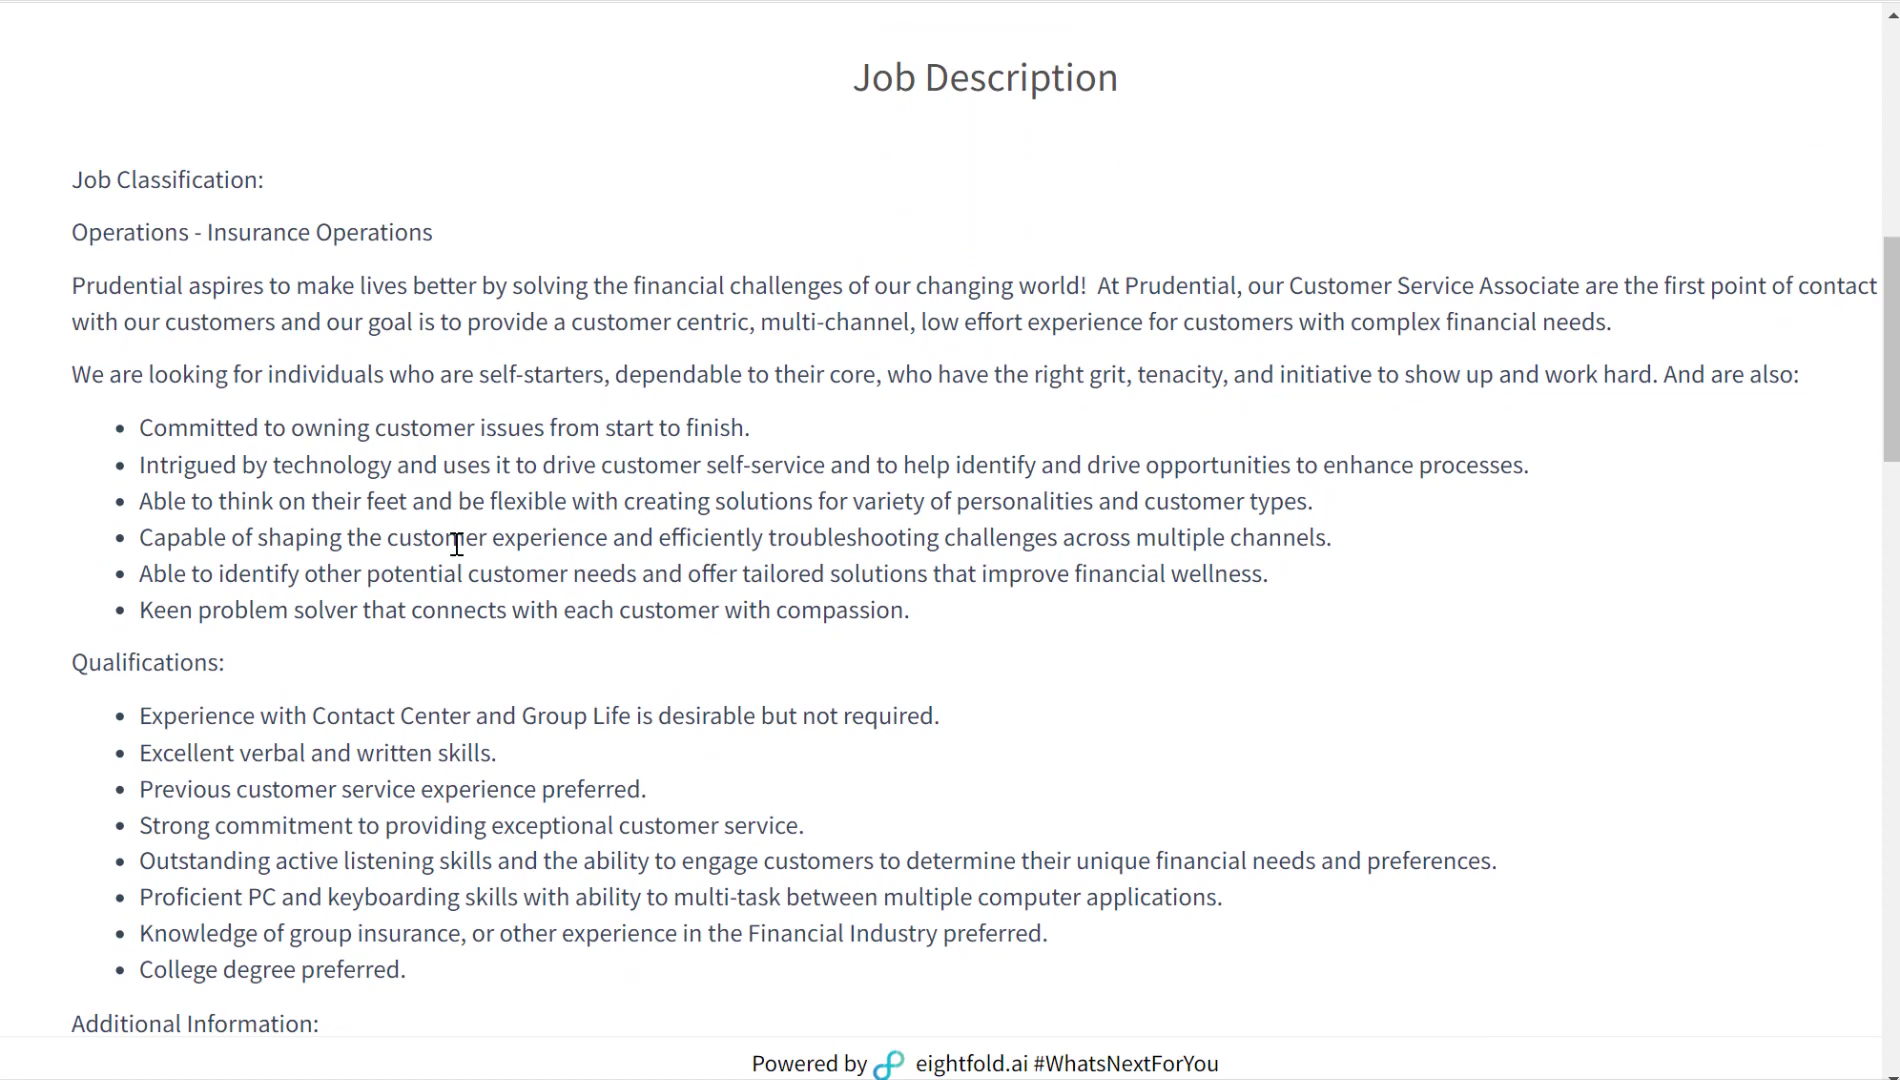 Job Description
Job Classification:
Operations - Insurance Operations
Prudential aspires to make lives better by solving the financial challenges of our changing world!  At Prudential, our Customer Service Associate are the first point of contact
with our customers and our goal is to provide a customer centric, multi-channel, low effort experience for customers with complex financial needs.
We are looking for individuals who are self-starters, dependable to their core, who have the right grit, tenacity, and initiative to show up and work hard. And are also:
• Committed to owning customer issues from start to finish.
• Intrigued by technology and uses it to drive customer self-service and to help identify and drive opportunities to enhance processes.
• Able to think on their feet and be flexible with creating solutions for variety of personalities and customer types.
• Capable of shaping the customer experience and efficiently troubleshooting challenges across multiple channels.
• Able to identify other potential customer needs and offer tailored solutions that improve financial wellness.
• Keen problem solver that connects with each customer with compassion.
Qualifications:
• Experience with Contact Center and Group Life is desirable but not required.
• Excellent verbal and written skills.
• Previous customer service experience preferred.
• Strong commitment to providing exceptional customer service.
• Outstanding active listening skills and the ability to engage customers to determine their unique financial needs and preferences.
• Proficient PC and keyboarding skills with ability to multi-task between multiple computer applications.
• Knowledge of group insurance, or other experience in the Financial Industry preferred.
• College degree preferred.
Additional Information:
Powered by eightfold.ai #WhatsNextForYou